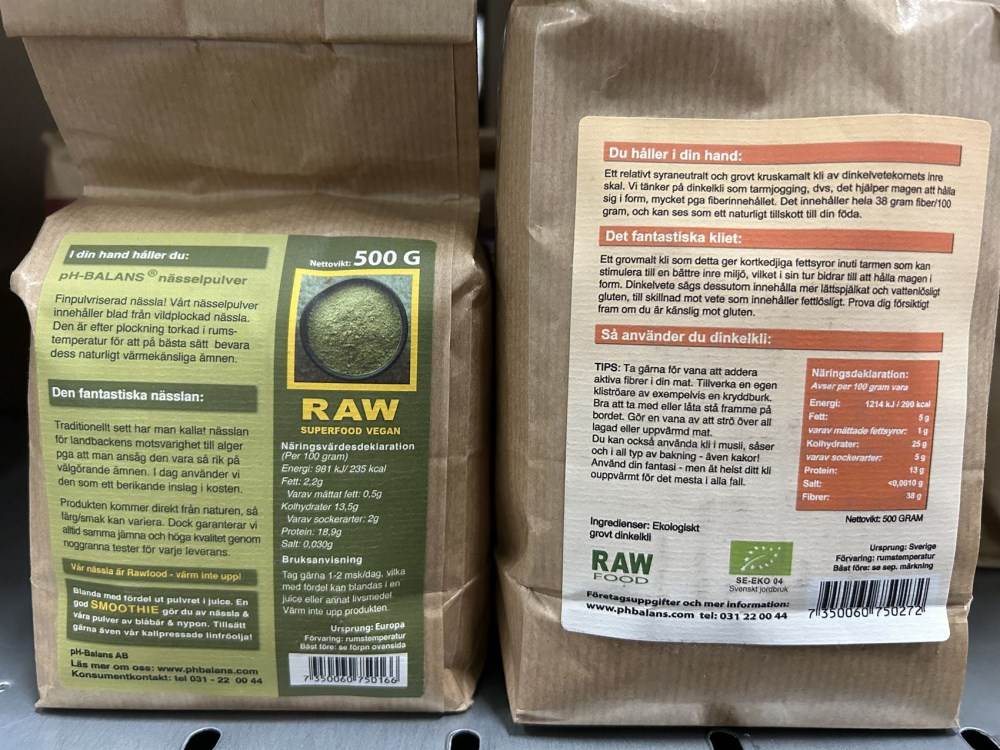 I din hand håller du:
pH-BALANS® nässelpulver
Finpulvriserad nässla! Vårt nässelpulver
innehåller blad från vildplockad nässla.
Den är efter plockning torkad i rums-
temperatur för att på bästa sätt bevara
dess naturligt värmekänsliga ämnen.
Den fantastiska nässlan:
Traditionellt sett har man kallat nässlan
för landbackens motsvarighet till alger
pga att man ansåg den vara så rik på
välgörande ämnen. I dag använder vi
den som ett berikande inslag i kosten.
Produkten kommer direkt från naturen, så
färg/smak kan variera. Dock garanterar vi
alltid samma jämna och höga kvalitet genom
noggranna tester för varje leverans.
Vår nässla är Rawfood - värm inte upp!
Blanda med fördel ut pulvret i juice. En
god SMOOTHIE gör du av nässla &
våra pulver av blåbär & nypon. Tillsätt
gärna även vår kallpressade linfröolja!
pH-Balans AB
Läs mer om oss: www.phbalans.com
Konsumentkontakt: tel 031 - 22 00 44
Nettovikt: 500 G
RAW
SUPERFOOD VEGAN
Näringsvärdesdeklaration
(Per 100 gram)
Energi: 981 kJ/ 235 kcal
Fett: 2,2g
Varav mättat fett: 0,5g
Kolhydrater 13,5g
Varav sockerarter: 2g
Protein: 18,9g
Salt: 0,030g
Bruksanvisning
Tag gärna 1-2 msk/dag, vilka
med fördel kan blandas i en
juice eller annat livsmedel.
Värm inte upp produkten.
Ursprung: Europa
Förvaring: rumstemperatur
Bäst före: se förpn ovansida
7 350060 750166
Du håller i din hand:
Ett relativt syraneutralt och grovt kruskamalt kli av dinkelvetekornets inre
skal. Vi tänker på dinkelkli som tarmjogging, dvs, det hjälper magen att hålla
sig i form, mycket pga fiberinnehållet. Det innehåller hela 38 gram fiber/100
gram, och kan ses som ett naturligt tillskott till din föda.
Det fantastiska kliet:
Ett grovmalt kli som detta ger kortkedjiga fettsyror inuti tarmen som kan
stimulera till en bättre inre miljö, vilket i sin tur bidrar till att hålla magen i
form. Dinkelvete sägs dessutom innehålla mer lättspjälkat och vattenlösligt
gluten, till skillnad mot vete som innehåller fettlösligt. Prova dig försiktigt
fram om du är känslig mot gluten.
Så använder du dinkelkli:
TIPS: Ta gärna för vana att addera
aktiva fibrer i din mat. Tillverka en egen
kliströare av exempelvis en kryddburk.
Bra att ta med eller låta stå framme på
bordet. Gör en vana av att strö över all
lagad eller uppvärmd mat.
Du kan också använda kli i musli, såser
och i all typ av bakning - även kakor!
Använd din fantasi - men ät helst ditt kli
ouppvärmt för det mesta i alla fall.
Näringsdeklaration:
Avser per 100 gram vara
Energi: 1214 kJ / 290 kcal
Fett: 5 g
varav mättade fettsyror: 1 g
Kolhydrater: 25 g
varav sockerarter: 5 g
Protein: 13 g
Salt: <0,0010 g
Fibrer: 38 g
Nettovikt: 500 GRAM
Ingredienser: Ekologiskt
grovt dinkelkli
RAW
FOOD
SE-EKO 04
Svenskt jordbruk
Ursprung: Sverige
Förvaring: rumstemperatur
Bäst före: se sep. märkning
Företagsuppgifter och mer information:
www.phbalans.com tel: 031 22 00 44
7 350060 750272